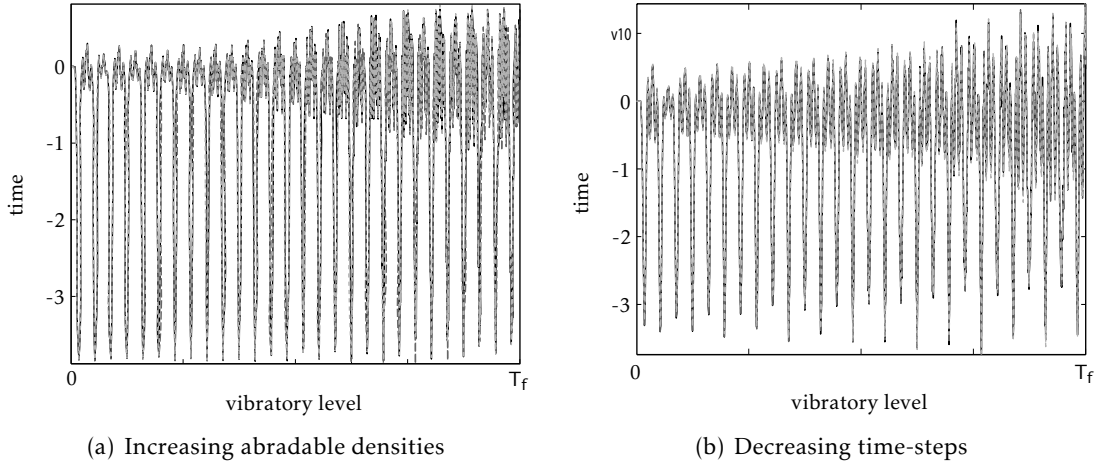 0
-1
-2
-3
time
0
T_f
vibratory level
(a) Increasing abradable densities
v10
0
-1
-2
-3
time
0
T_f
vibratory level
(b) Decreasing time-steps